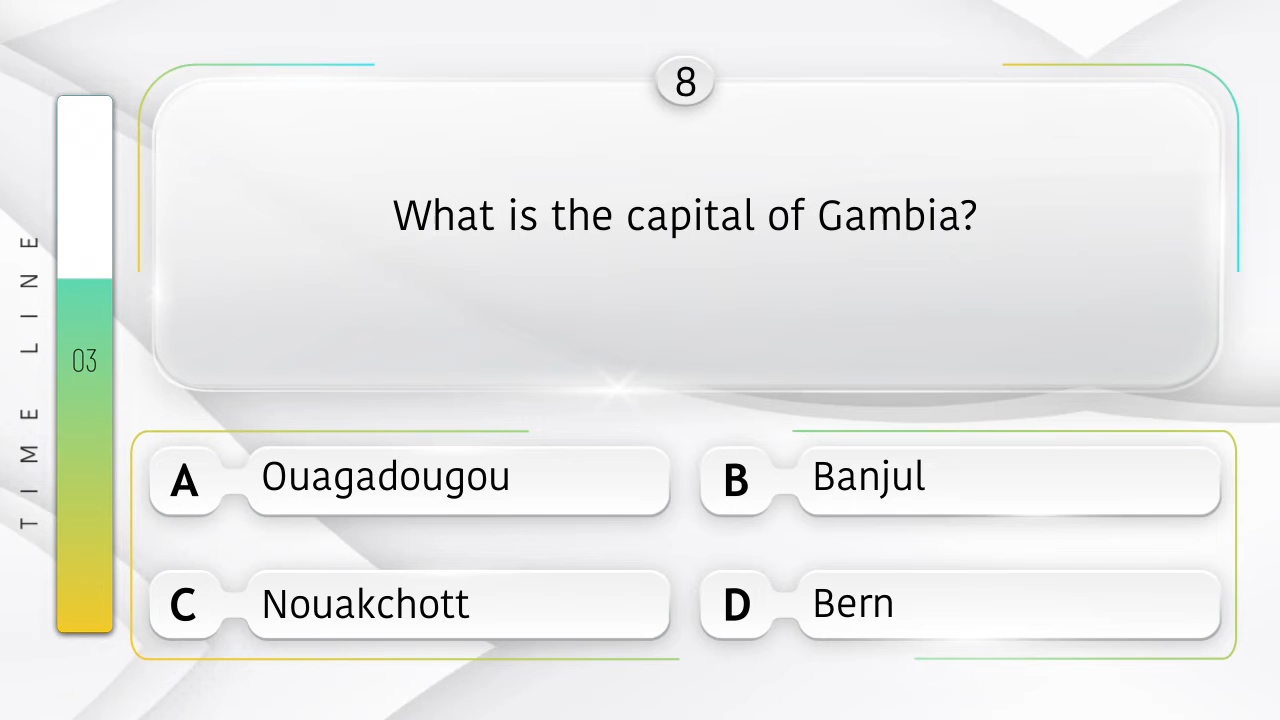 8
What is the capital of Gambia?
TIME LINE
03
A Ouagadougou
B Banjul
C Nouakchott
D Bern